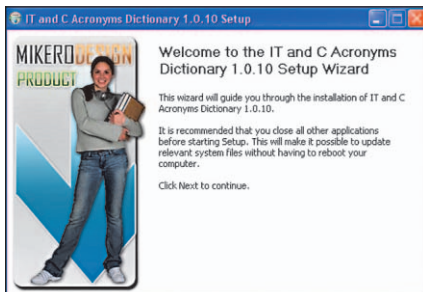 IT and C Acronyms Dictionary 1.0.10 Setup
MIKERODESIGN
PRODUCT
Welcome to the IT and C Acronyms
Dictionary 1.0.10 Setup Wizard
This wizard will guide you through the installation of IT and C
Acronyms Dictionary 1.0.10.
It is recommended that you close all other applications
before starting Setup. This will make it possible to update
relevant system files without having to reboot your
computer.
Click Next to continue.